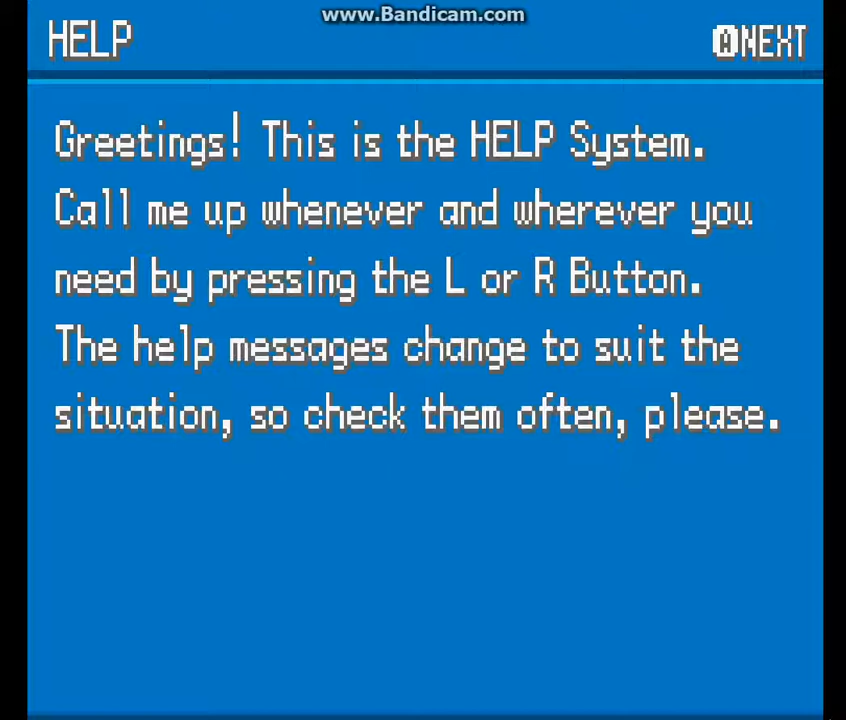 www.Bandicam.com
HELP
A NEXT
Greetings! This is the HELP System.
Call me up whenever and wherever you
need by pressing the L or R Button.
The help messages change to suit the
situation, so check them often, please.